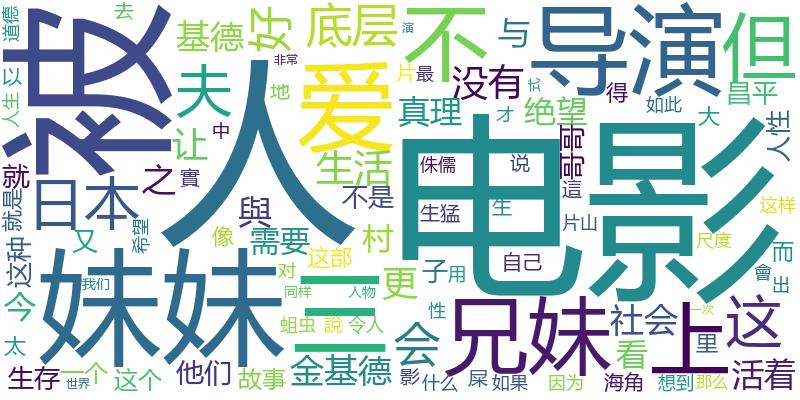 道德
去
基德
好
底层
不
与
导演
但
被
人
爱
演
非常
片
最
没有
得
如此
昌平
以
人生
夫
地
真理
绝望
才
式
大
人性
让
中
生活
哥哥
侏儒
说
之
實
就
就是
日本
與
不是
电影
這
生猛
生
片山
这样
希望
又
像
需要
这部
村
自己
尺度
而
出
會
这种
妹妹
我们
三
更
子
用
对
同样
人物
兄妹
上
这
社会
一次
里
今
太
蛆虫
說
令人
会
性
看
生存
一个
世界
这个
他们
故事
金基德
影
什么
屎
如果
因为
海角
想到
那么
活着